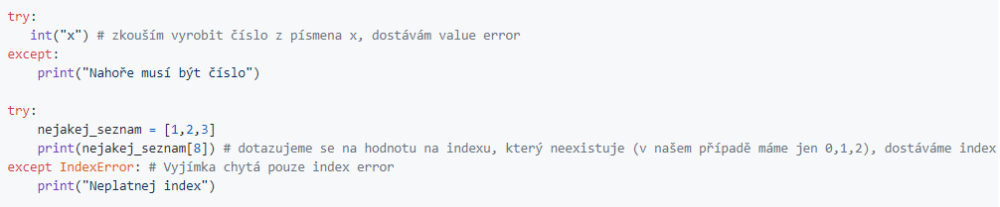 try:
int("x") # zkouším vyrobit číslo z písmena x, dostávám value error
except:
print("Nahoře musí být číslo")
try:
nejakej_seznam = [1,2,3]
print(nejakej_seznam[8]) # dotazujeme se na hodnotu na indexu, který neexistuje (v našem případě máme jen 0,1,2), dostáváme index
except IndexError: # Vyjímka chytá pouze index error
print("Neplatnej index")